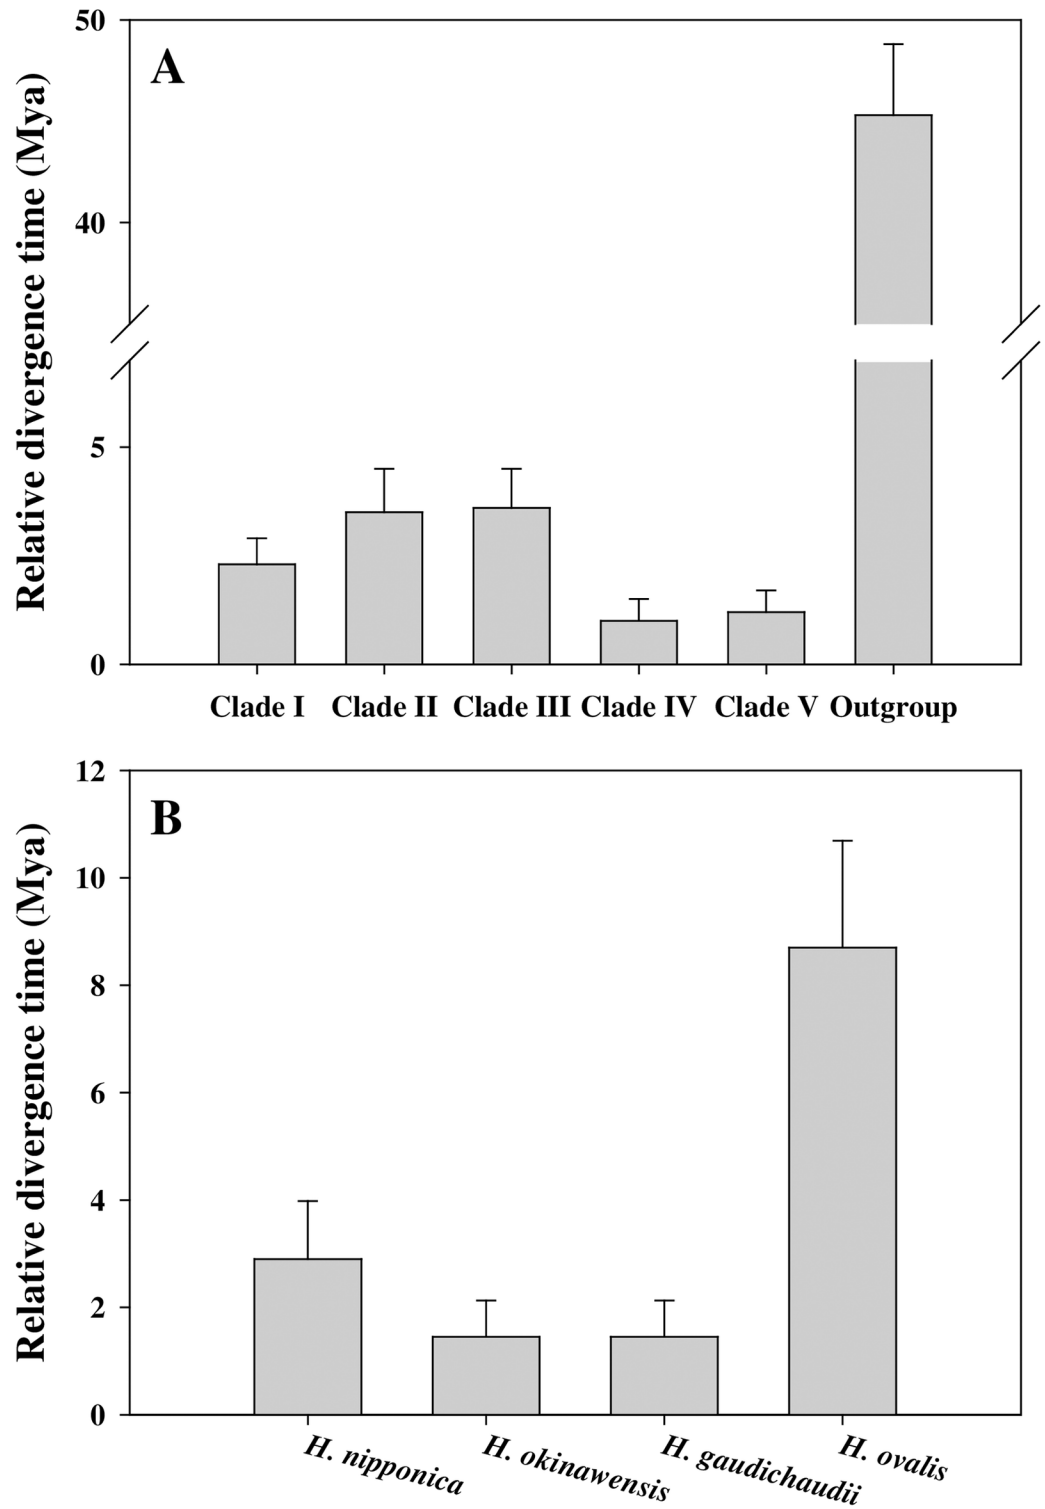 50
A
40
5
0
Relative divergence time (Mya)
Clade I Clade II Clade III Clade IV Clade V Outgroup
12
B
10
8
6
4
2
0
Relative divergence time (Mya)
H. nipponica
H. okinawensis
H. gaudichaudii
H. ovalis